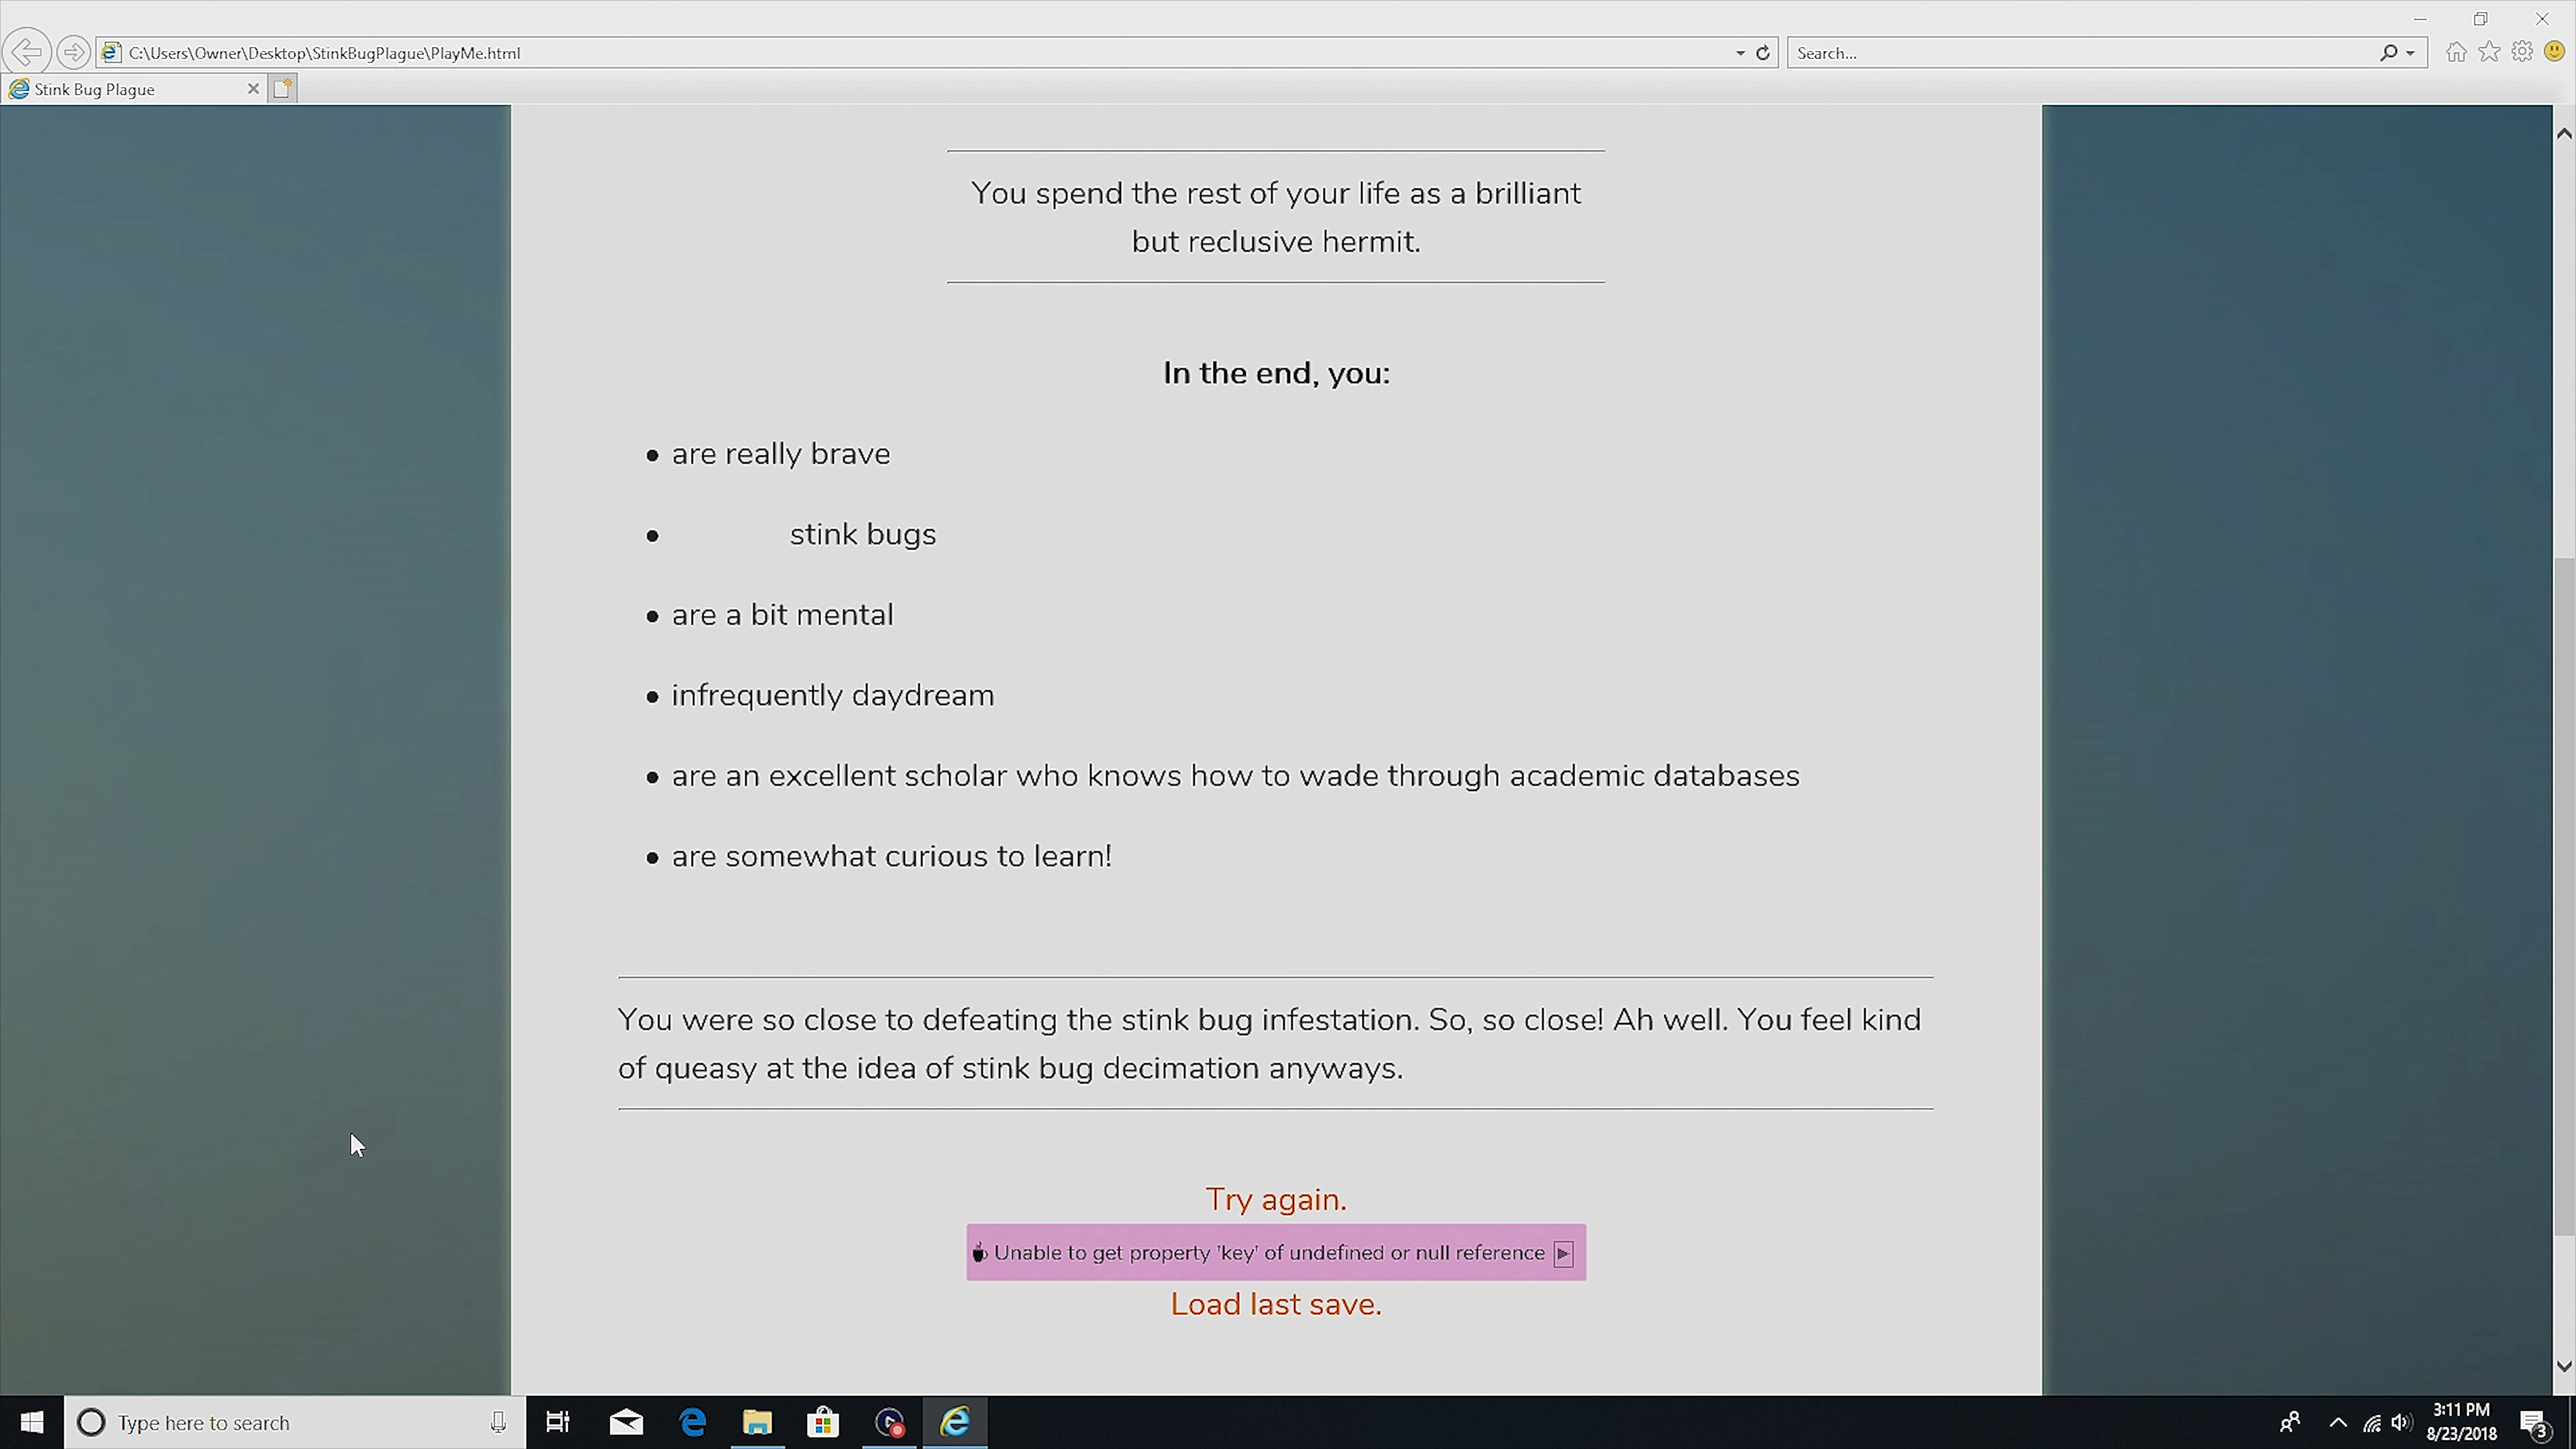 C:\Users\Owner\Desktop\StinkBugPlague\PlayMe.html
Search...
Stink Bug Plague
You spend the rest of your life as a brilliant
but reclusive hermit.
In the end, you:
are really brave
stink bugs
are a bit mental
infrequently daydream
are an excellent scholar who knows how to wade through academic databases
are somewhat curious to learn!
You were so close to defeating the stink bug infestation. So, so close! Ah well. You feel kind
of queasy at the idea of stink bug decimation anyways.
Try again.
Unable to get property 'key' of undefined or null reference
Load last save.
Type here to search
3:11 PM
8/23/2018
3